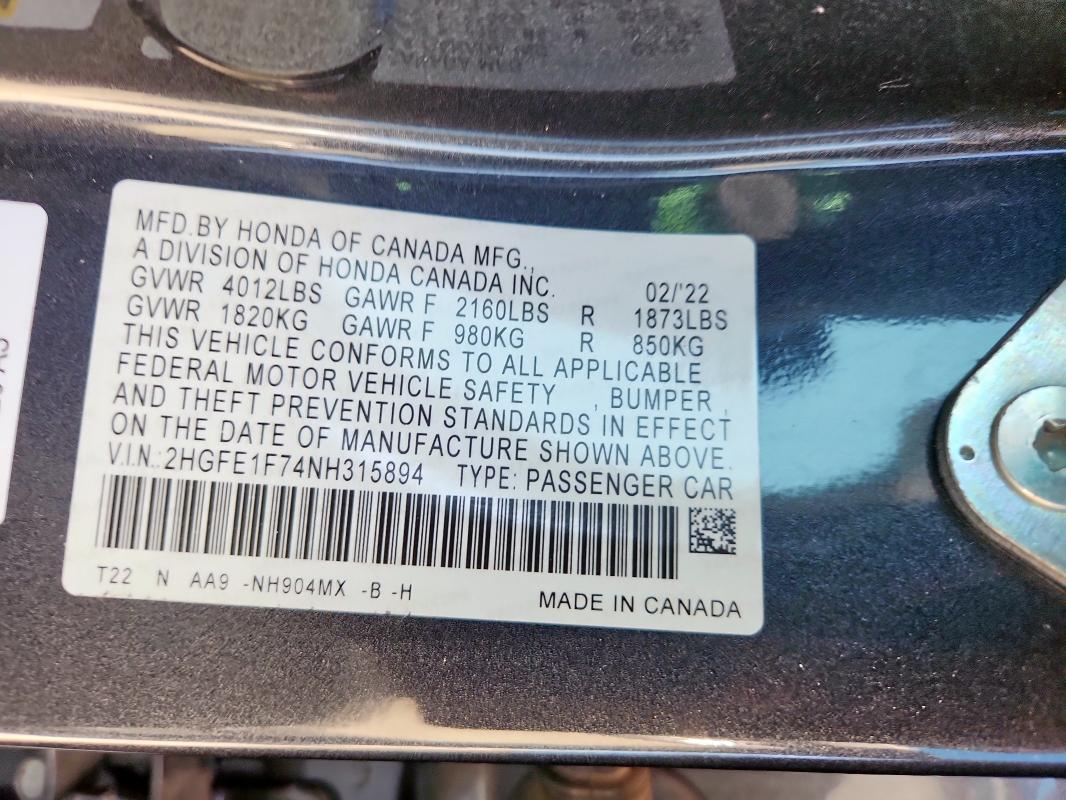 MFD.BY HONDA OF CANADA MFG.,
A DIVISION OF HONDA CANADA INC. 02/'22
GVWR 4012LBS GAWR F 2160LBS R 1873LBS
GVWR 1820KG GAWR F 980KG R 850KG
THIS VEHICLE CONFORMS TO ALL APPLICABLE
FEDERAL MOTOR VEHICLE SAFETY , BUMPER ,
AND THEFT PREVENTION STANDARDS IN EFFECT
ON THE DATE OF MANUFACTURE SHOWN ABOVE.
V.I.N.: 2HGFE1F74NH315894 TYPE: PASSENGER CAR
T22 N AA9 -NH904MX -B -H
MADE IN CANADA